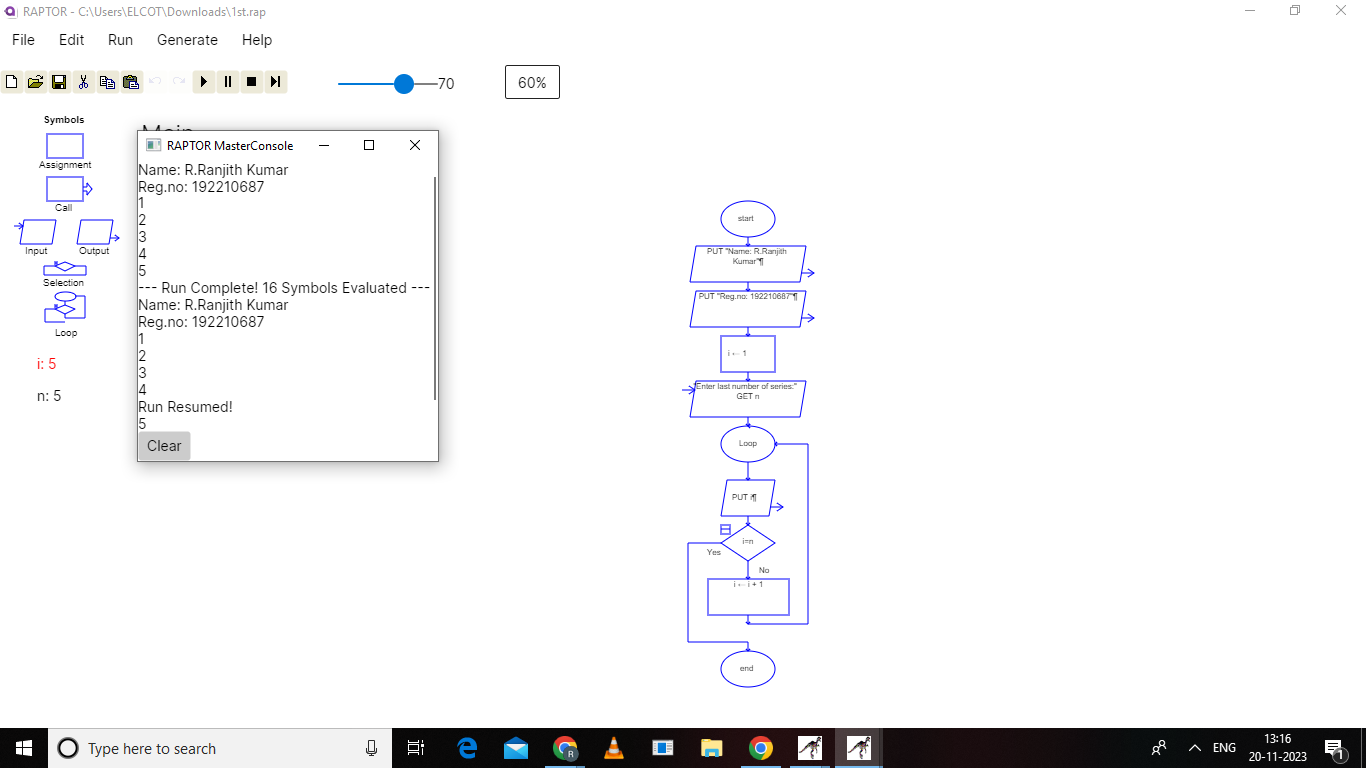 RAPTOR - C:\Users\ELCOT\Downloads\1st.rap
File Edit Run Generate Help
70
60%
Symbols
Assignment
Call
Input Output
Selection
Loop
i: 5
n: 5
Main
RAPTOR MasterConsole
Name: R.Ranjith Kumar
Reg.no: 192210687
1
2
3
4
5
--- Run Complete! 16 Symbols Evaluated ---
Name: R.Ranjith Kumar
Reg.no: 192210687
1
2
3
4
Run Resumed!
5
Clear
start
PUT "Name: R.Ranjith
Kumar"¶
PUT "Reg.no: 192210687"¶
i ← 1
"Enter last number of series:"
GET n
Loop
PUT i¶
i=n
Yes
No
i ← i + 1
end
Type here to search
R
ENG
13:16
20-11-2023
1